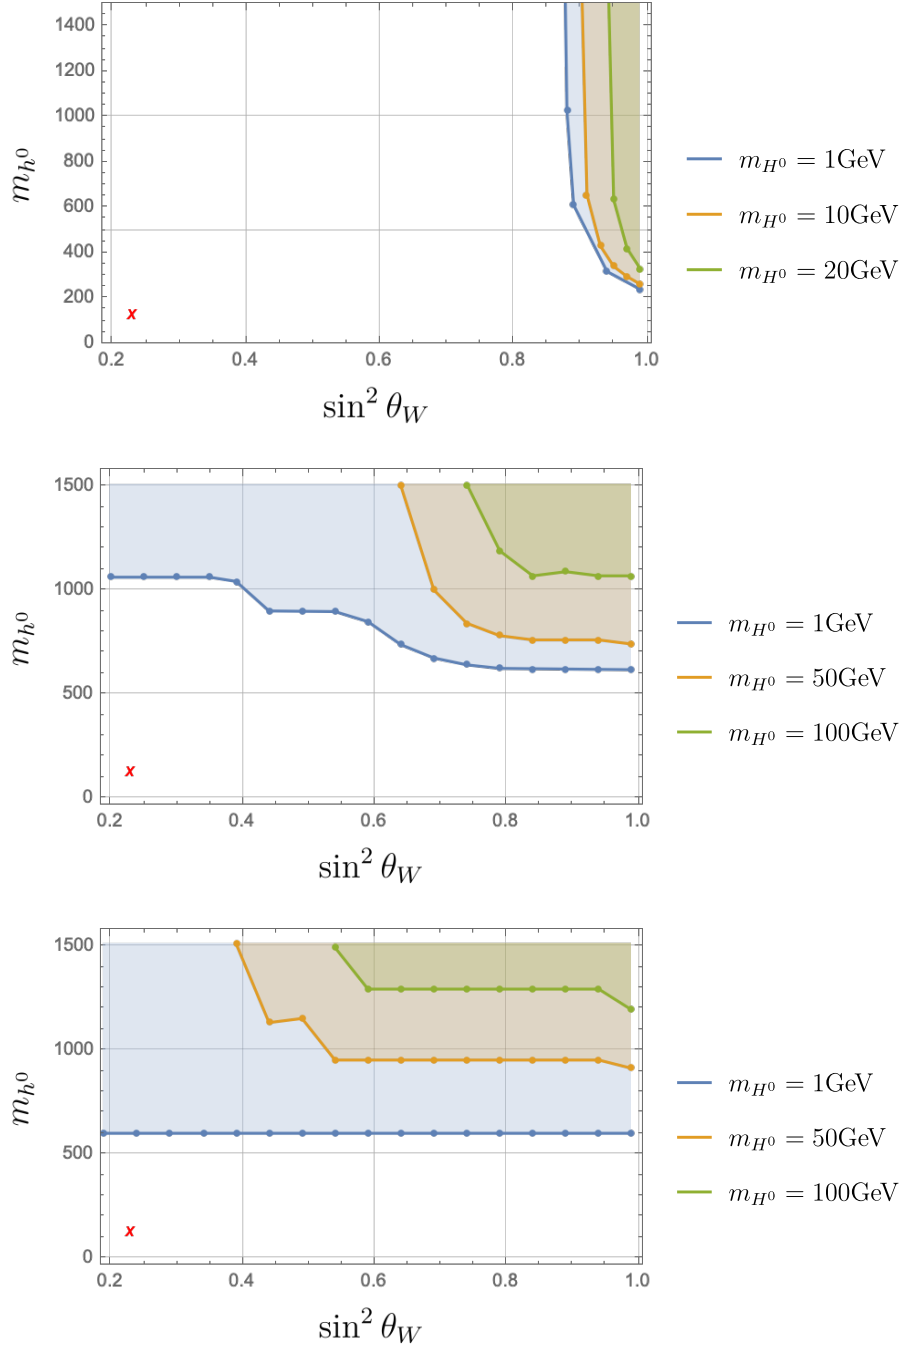 1400
1200
1000
800
600
400
200
0
m_{h^0}
0.2 0.4 0.6 0.8 1.0
sin² θ_W
x
m_{H^0} = 1GeV
m_{H^0} = 10GeV
m_{H^0} = 20GeV
1500
1000
500
0
m_{h^0}
0.2 0.4 0.6 0.8 1.0
sin² θ_W
x
m_{H^0} = 1GeV
m_{H^0} = 50GeV
m_{H^0} = 100GeV
1500
1000
500
0
m_{h^0}
0.2 0.4 0.6 0.8 1.0
sin² θ_W
x
m_{H^0} = 1GeV
m_{H^0} = 50GeV
m_{H^0} = 100GeV